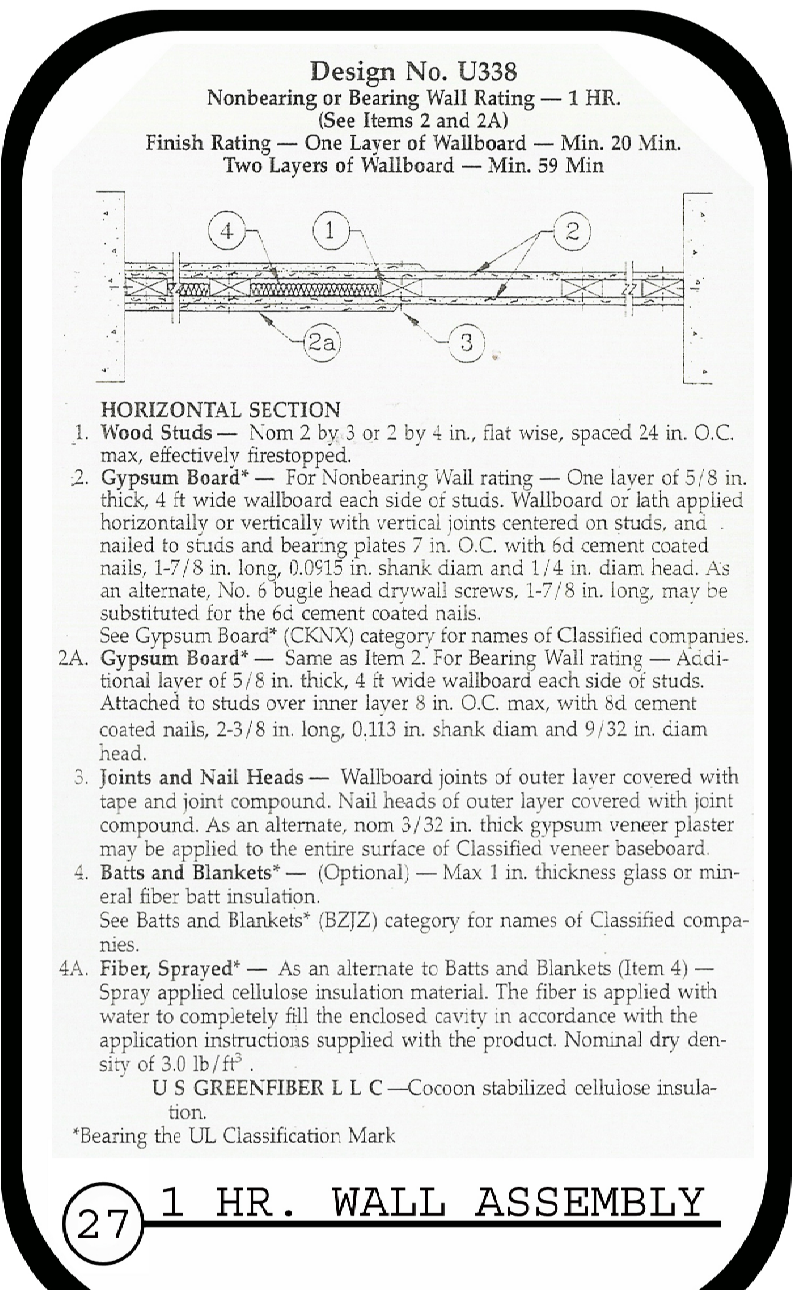 Design No. U338
Nonbearing or Bearing Wall Rating — 1 HR.
(See Items 2 and 2A)
Finish Rating — One Layer of Wallboard — Min. 20 Min.
Two Layers of Wallboard — Min. 59 Min
4
1
2
2a
3
HORIZONTAL SECTION
1. Wood Studs — Nom 2 by 3 or 2 by 4 in., flat wise, spaced 24 in. O.C.
max, effectively firestopped.
2. Gypsum Board* — For Nonbearing Wall rating — One layer of 5/8 in.
thick, 4 ft wide wallboard each side of studs. Wallboard or lath applied
horizontally or vertically with vertical joints centered on studs, and
nailed to studs and bearing plates 7 in. O.C. with 6d cement coated
nails, 1-7/8 in. long, 0.0915 in. shank diam and 1/4 in. diam head. As
an alternate, No. 6 bugle head drywall screws, 1-7/8 in. long, may be
substituted for the 6d cement coated nails.
See Gypsum Board* (CKNX) category for names of Classified companies.
2A. Gypsum Board* — Same as Item 2. For Bearing Wall rating — Addi-
tional layer of 5/8 in. thick, 4 ft wide wallboard each side of studs.
Attached to studs over inner layer 8 in. O.C. max, with 8d cement
coated nails, 2-3/8 in. long, 0.113 in. shank diam and 9/32 in. diam
head.
3. Joints and Nail Heads — Wallboard joints of outer layer covered with
tape and joint compound. Nail heads of outer layer covered with joint
compound. As an alternate, nom 3/32 in. thick gypsum veneer plaster
may be applied to the entire surface of Classified veneer baseboard.
4. Batts and Blankets* — (Optional) — Max 1 in. thickness glass or min-
eral fiber batt insulation.
See Batts and Blankets* (BZJZ) category for names of Classified compa-
nies.
4A. Fiber, Sprayed* — As an alternate to Batts and Blankets (Item 4) —
Spray applied cellulose insulation material. The fiber is applied with
water to completely fill the enclosed cavity in accordance with the
application instructions supplied with the product. Nominal dry den-
sity of 3.0 lb/ft³ .
U S GREENFIBER L L C —Cocoon stabilized cellulose insula-
tion.
*Bearing the UL Classification Mark
27
1 HR. WALL ASSEMBLY